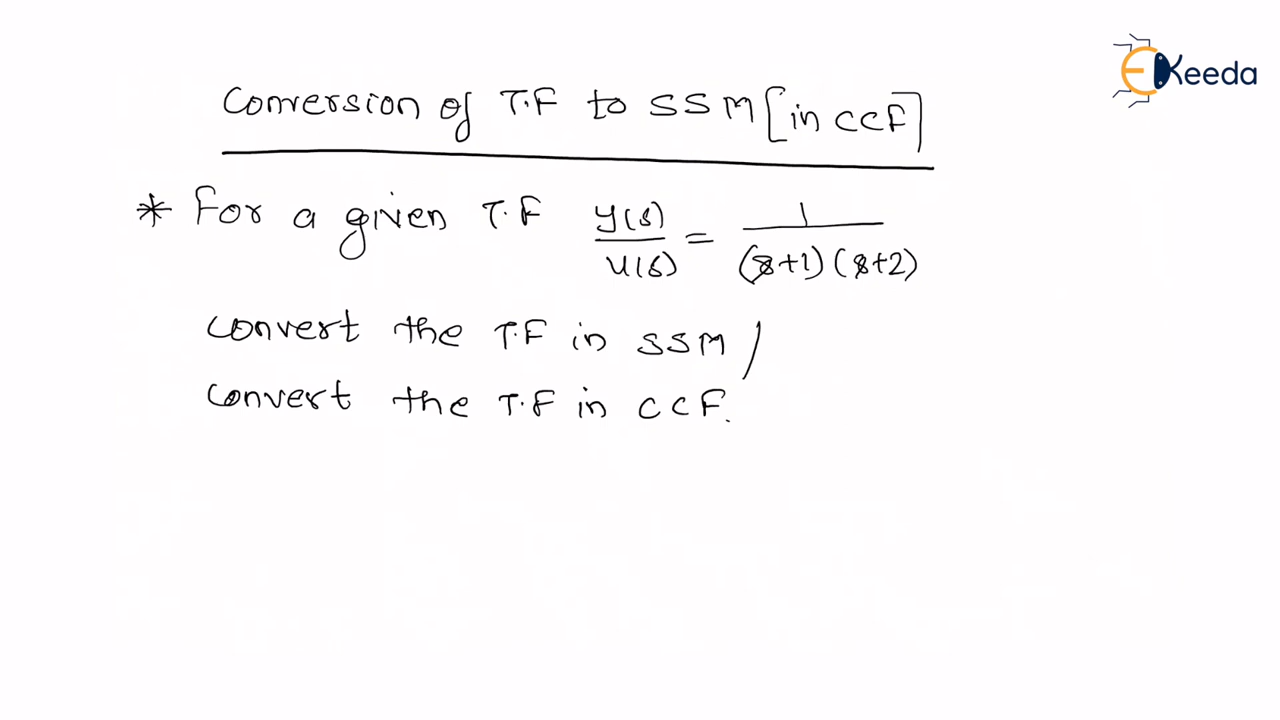 EKeeda
Conversion of T.F to SSM [in CCF]
* For a given T.F Y(s)/U(s) = 1/((s+1)(s+2))
Convert the T.F in SSM /
Convert the T.F in CCF.